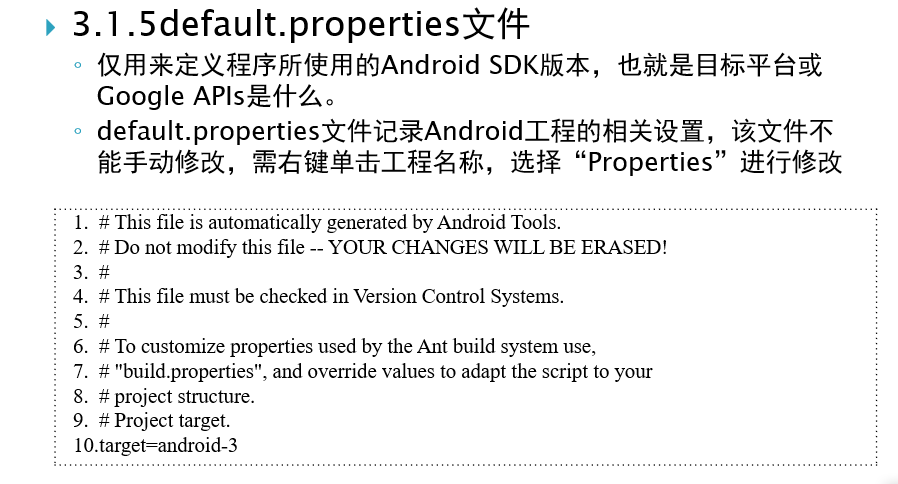 3.1.5default.properties文件
仅用来定义程序所使用的Android SDK版本，也就是目标平台或
Google APIs是什么。
default.properties文件记录Android工程的相关设置，该文件不
能手动修改，需右键单击工程名称，选择“Properties”进行修改
1. # This file is automatically generated by Android Tools.
2. # Do not modify this file -- YOUR CHANGES WILL BE ERASED!
3. #
4. # This file must be checked in Version Control Systems.
5. #
6. # To customize properties used by the Ant build system use,
7. # "build.properties", and override values to adapt the script to your
8. # project structure.
9. # Project target.
10.target=android-3